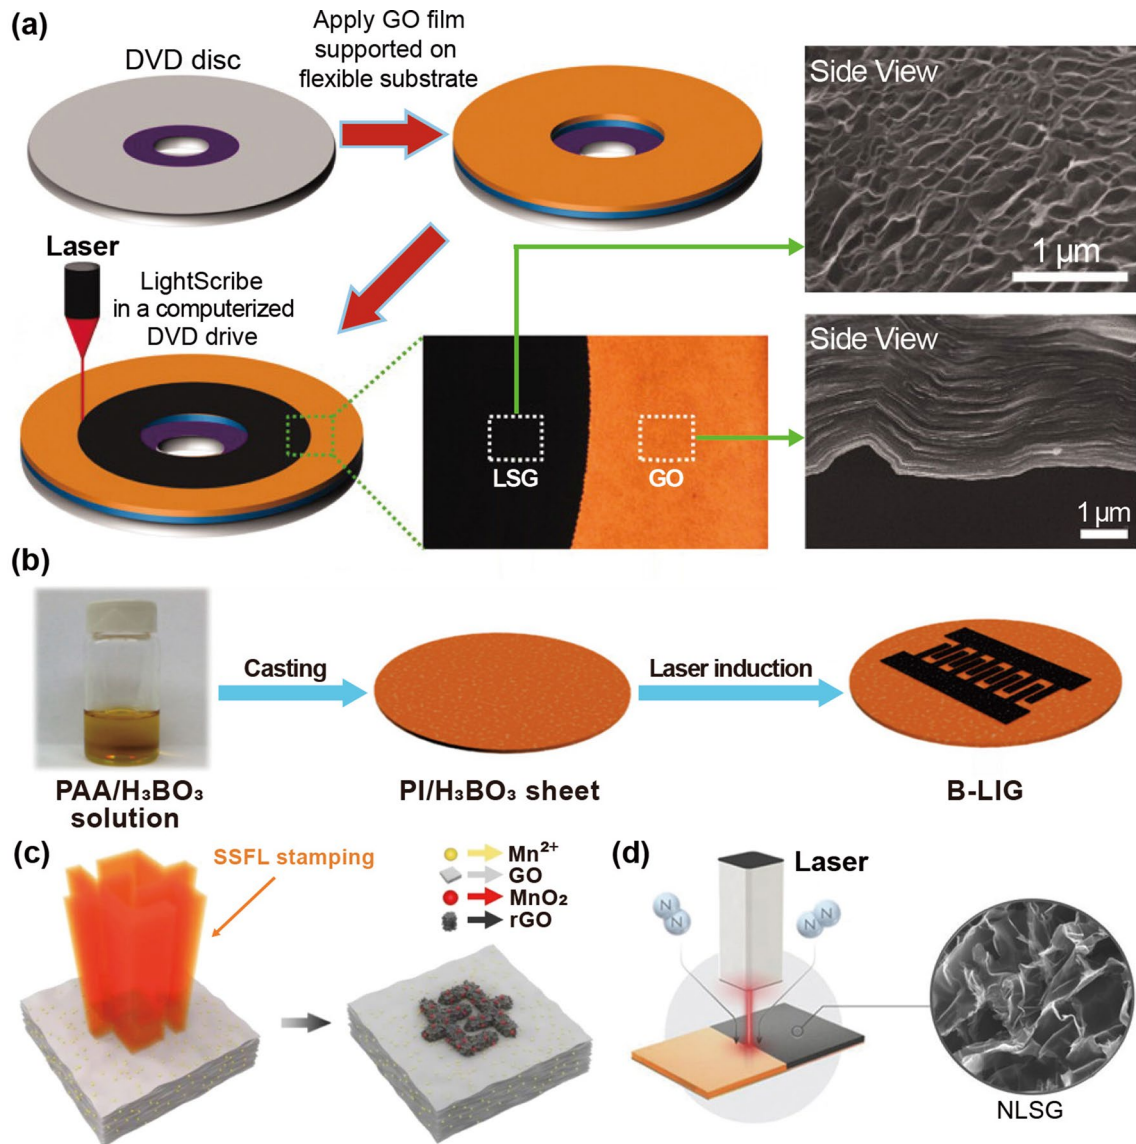 (a)
DVD disc
Apply GO film
supported on
flexible substrate
Side View
1 µm
Laser
LightScribe
in a computerized
DVD drive
LSG
GO
Side View
1 µm
(b)
Casting
Laser induction
PAA/H₃BO₃
solution
PI/H₃BO₃ sheet
B-LIG
(c)
SSFL stamping
Mn²⁺
GO
MnO₂
rGO
(d)
Laser
N
N
N
N
NLSG